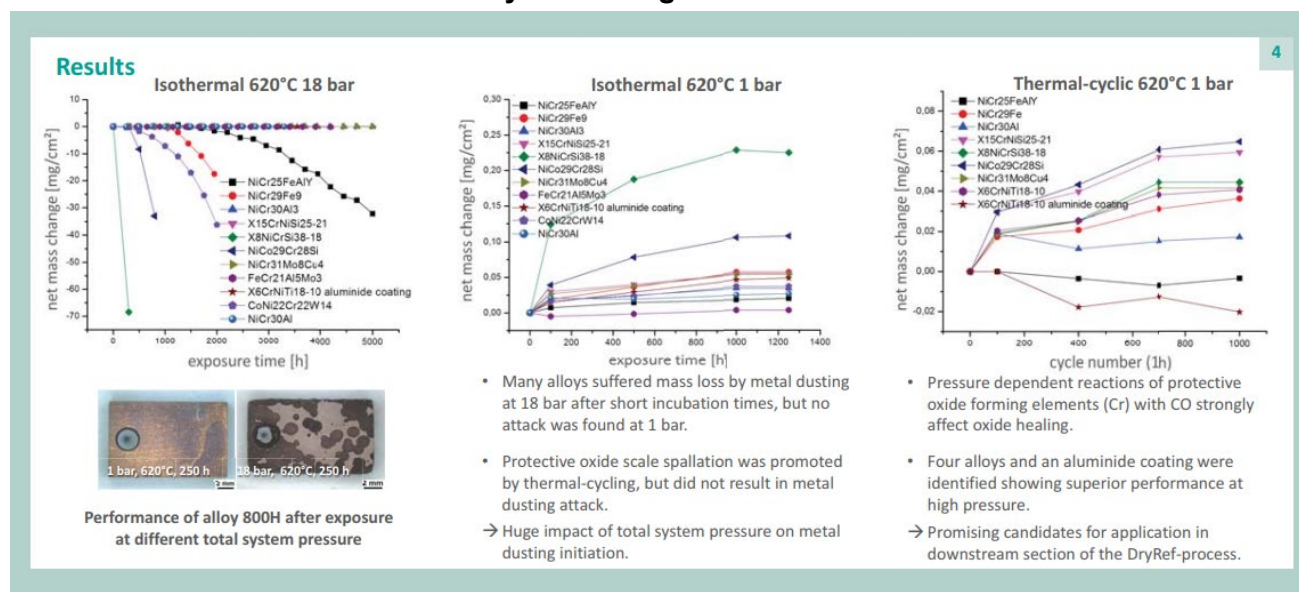 4
Results
Isothermal 620°C 18 bar
10
0
-10
-20
-30
-40
-50
-60
-70
net mass change [mg/cm²]
NiCr25FeAlY
NiCr29Fe9
NiCr30Al3
X15CrNiSi25-21
X8NiCrSi38-18
NiCo29Cr28Si
NiCr31Mo8Cu4
FeCr21Al5Mo3
X6CrNiTi18-10 aluminide coating
CoNi22Cr22W14
NiCr30Al
0 1000 2000 3000 4000 5000
exposure time [h]
1 bar, 620°C, 250 h
2 mm
18 bar, 620°C, 250 h
2 mm
Performance of alloy 800H after exposure
at different total system pressure
Isothermal 620°C 1 bar
0,30
0,25
0,20
0,15
0,10
0,05
0,00
net mass change [mg/cm²]
NiCr25FeAlY
NiCr29Fe9
NiCr30Al3
X15CrNiSi25-21
X8NiCrSi38-18
NiCo29Cr28Si
NiCr31Mo8Cu4
FeCr21Al5Mo3
X6CrNiTi18-10 aluminide coating
CoNi22CrW14
NiCr30Al
0 200 400 600 800 1000 1200 1400
exposure time [h]
• Many alloys suffered mass loss by metal dusting
at 18 bar after short incubation times, but no
attack was found at 1 bar.
• Protective oxide scale spallation was promoted
by thermal-cycling, but did not result in metal
dusting attack.
→ Huge impact of total system pressure on metal
dusting initiation.
Thermal-cyclic 620°C 1 bar
0,08
0,06
0,04
0,02
0,00
-0,02
net mass change [mg/cm²]
NiCr25FeAlY
NiCr29Fe
NiCr30Al
X15CrNiSi25-21
X8NiCrSi38-18
NiCo29Cr28Si
NiCr31Mo8Cu4
X6CrNiTi18-10
X6CrNiTi18-10 aluminide coating
0 200 400 600 800 1000
cycle number (1h)
• Pressure dependent reactions of protective
oxide forming elements (Cr) with CO strongly
affect oxide healing.
• Four alloys and an aluminide coating were
identified showing superior performance at
high pressure.
→ Promising candidates for application in
downstream section of the DryRef-process.